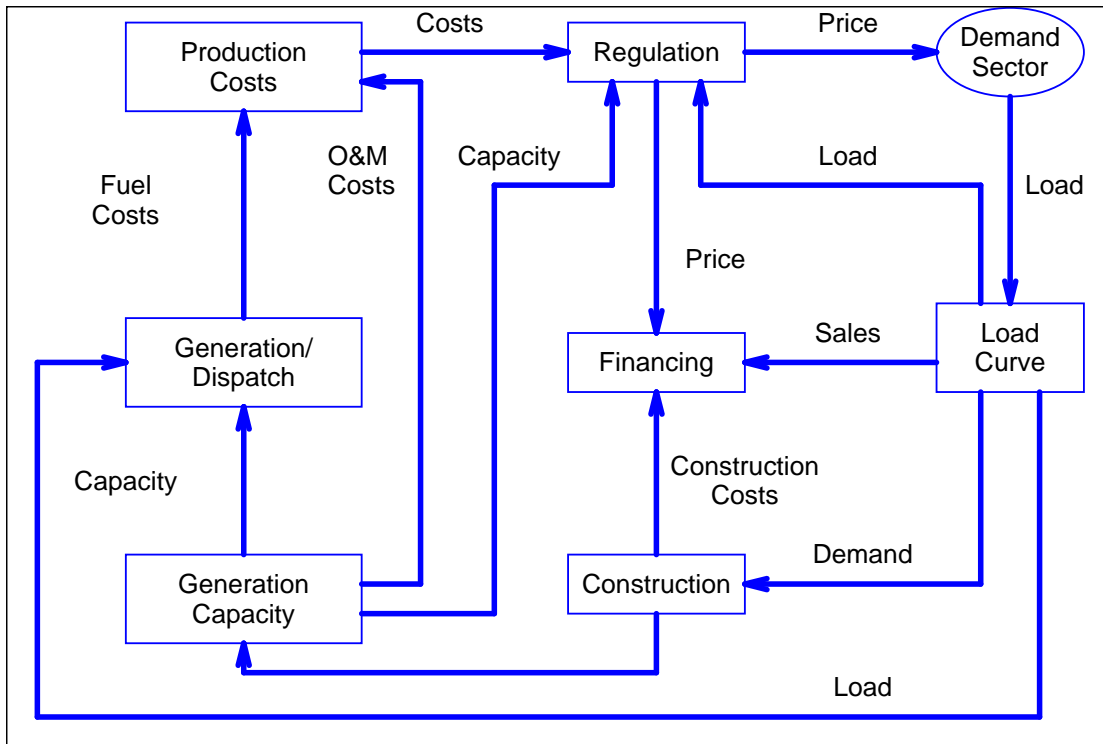 Costs
Price
Production
Costs
Regulation
Demand
Sector
O&M
Costs
Capacity
Load
Fuel
Costs
Load
Price
Generation/
Dispatch
Sales
Financing
Load
Curve
Capacity
Construction
Costs
Demand
Generation
Capacity
Construction
Load